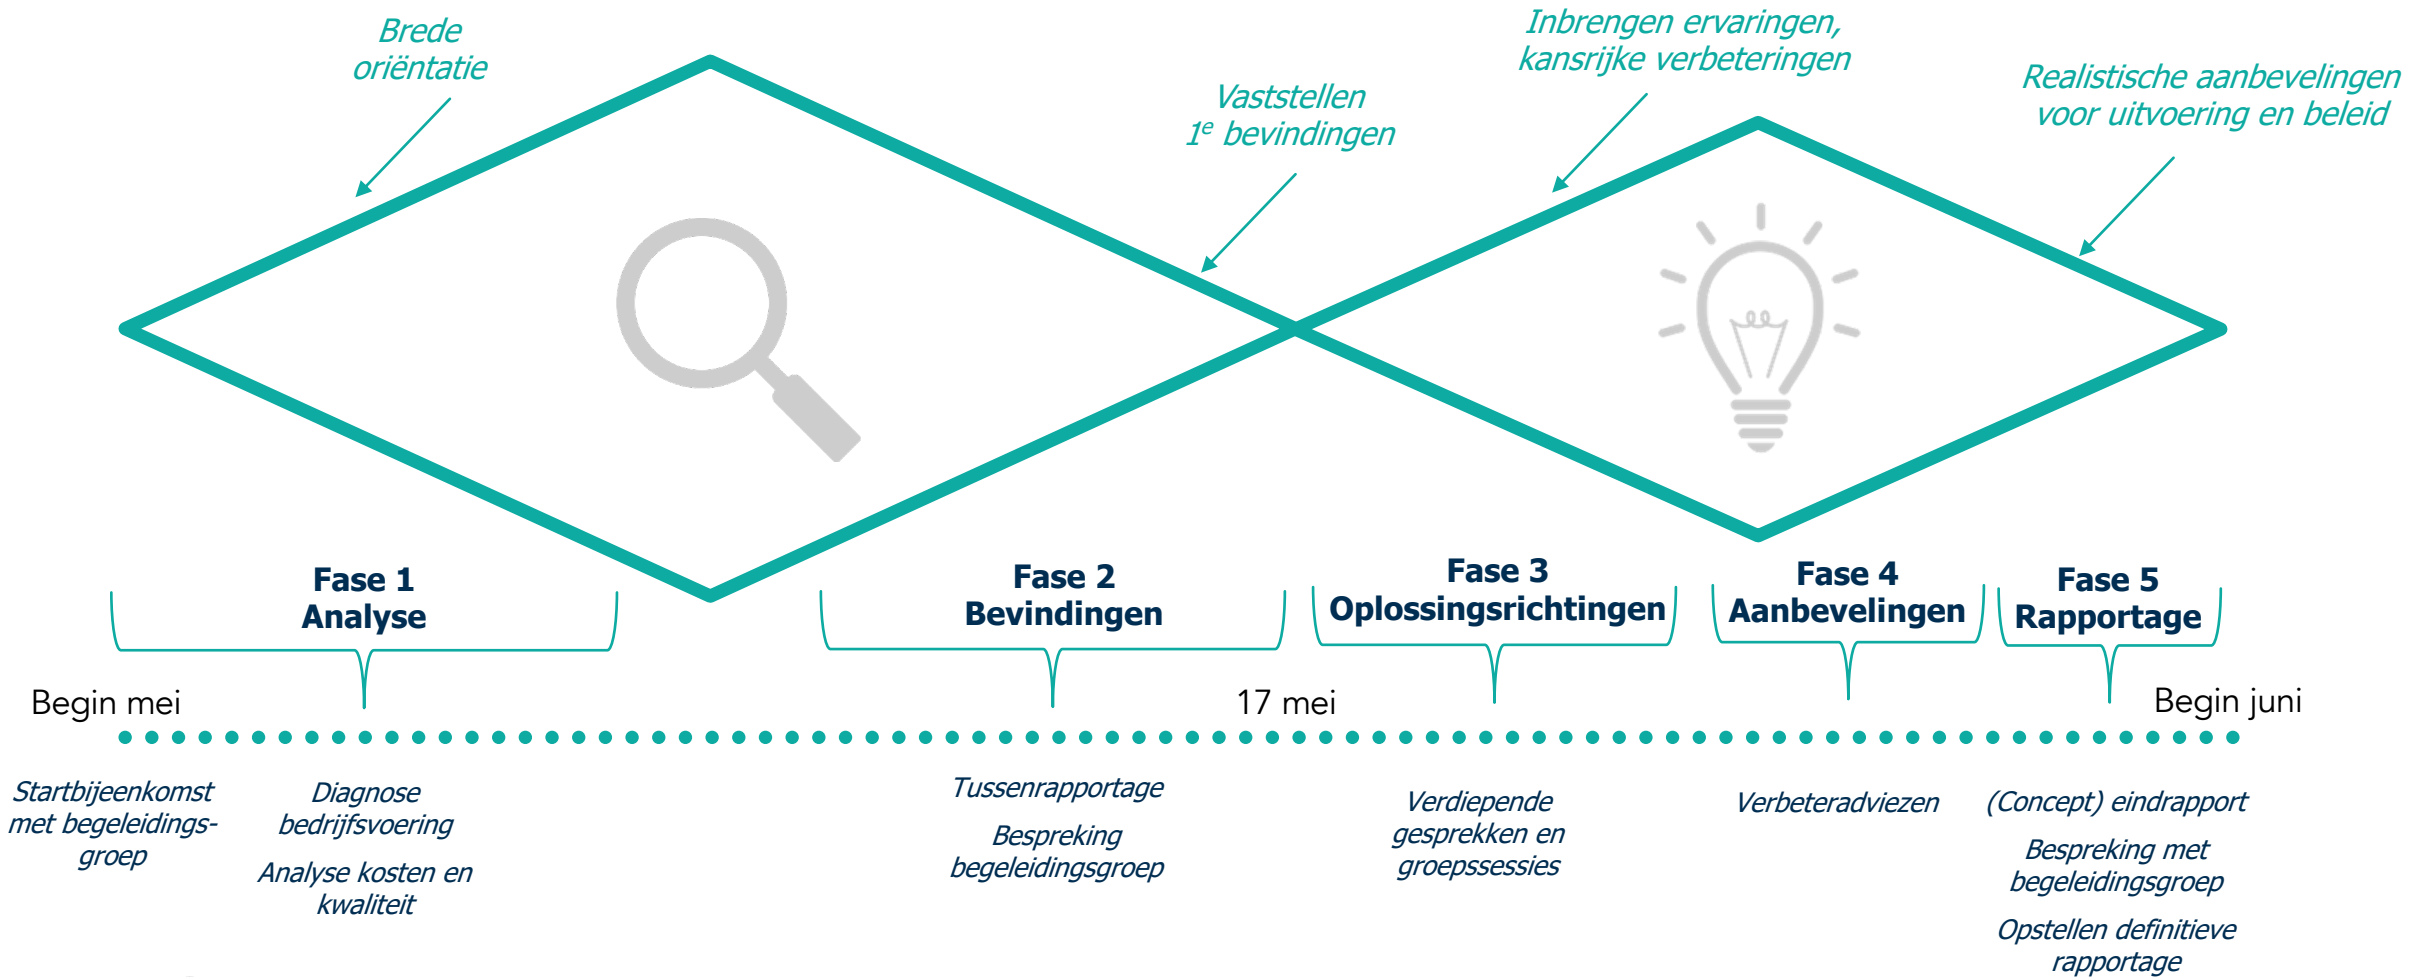 Brede
oriëntatie
Vaststellen
1e bevindingen
Inbrengen ervaringen,
kansrijke verbeteringen
Realistische aanbevelingen
voor uitvoering en beleid
Fase 1
Analyse
Fase 2
Bevindingen
Fase 3
Oplossingsrichtingen
Fase 4
Aanbevelingen
Fase 5
Rapportage
Begin mei
17 mei
Begin juni
Startbijeenkomst
met begeleidings-
groep
Diagnose
bedrijfsvoering
Analyse kosten en
kwaliteit
Tussenrapportage
Bespreking
begeleidingsgroep
Verdiepende
gesprekken en
groepssessies
Verbeteradviezen
(Concept) eindrapport
Bespreking met
begeleidingsgroep
Opstellen definitieve
rapportage